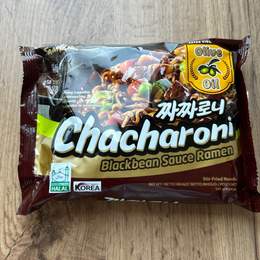 Olive
Oil
짜짜로니
Chacharoni
Blackbean Sauce Ramen
HALAL
KOREA
Stir-Fried Noodle